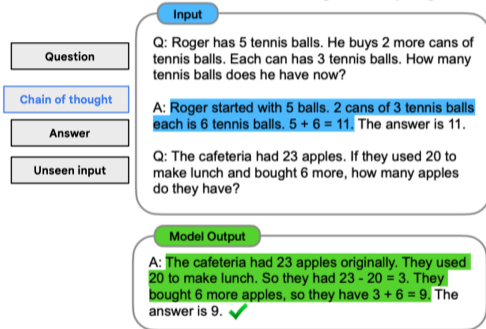 Input
Question
Chain of thought
Answer
Unseen input
Q: Roger has 5 tennis balls. He buys 2 more cans of
tennis balls. Each can has 3 tennis balls. How many
tennis balls does he have now?
A: Roger started with 5 balls. 2 cans of 3 tennis balls
each is 6 tennis balls. 5 + 6 = 11. The answer is 11.
Q: The cafeteria had 23 apples. If they used 20 to
make lunch and bought 6 more, how many apples
do they have?
Model Output
A: The cafeteria had 23 apples originally. They used
20 to make lunch. So they had 23 - 20 = 3. They
bought 6 more apples, so they have 3 + 6 = 9. The
answer is 9.